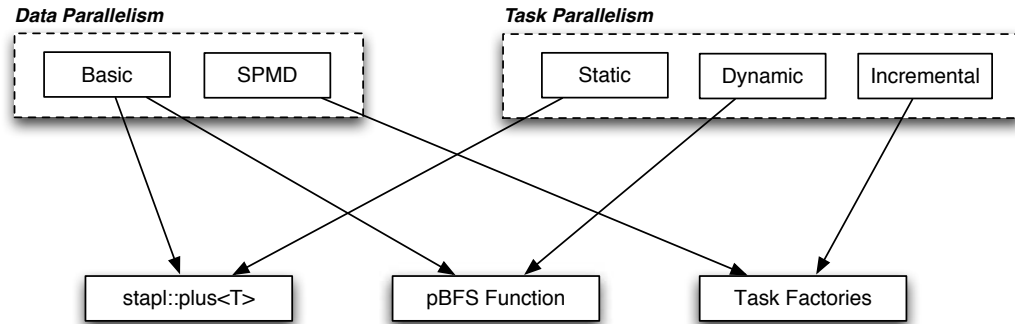 Data Parallelism
Task Parallelism
Basic
SPMD
Static
Dynamic
Incremental
stapl::plus<T>
pBFS Function
Task Factories